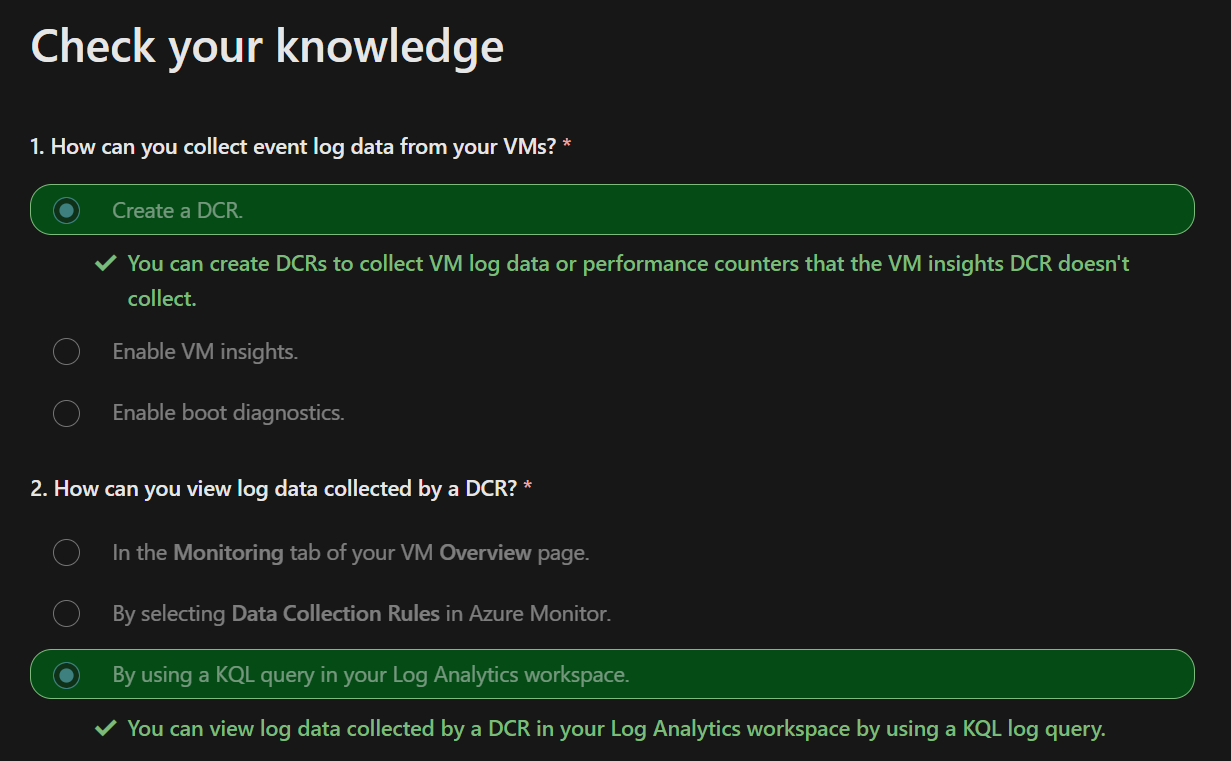 Check your knowledge
1. How can you collect event log data from your VMs? *
Create a DCR.
You can create DCRs to collect VM log data or performance counters that the VM insights DCR doesn't
collect.
Enable VM insights.
Enable boot diagnostics.
2. How can you view log data collected by a DCR? *
In the Monitoring tab of your VM Overview page.
By selecting Data Collection Rules in Azure Monitor.
By using a KQL query in your Log Analytics workspace.
You can view log data collected by a DCR in your Log Analytics workspace by using a KQL log query.